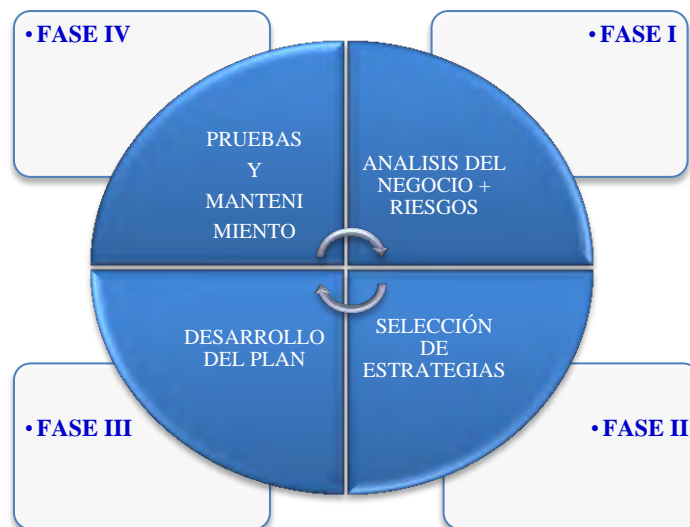 • FASE IV
• FASE I
PRUEBAS
Y
MANTENI
MIENTO
ANALISIS DEL
NEGOCIO +
RIESGOS
DESARROLLO
DEL PLAN
SELECCIÓN
DE
ESTRATEGIAS
• FASE III
• FASE II